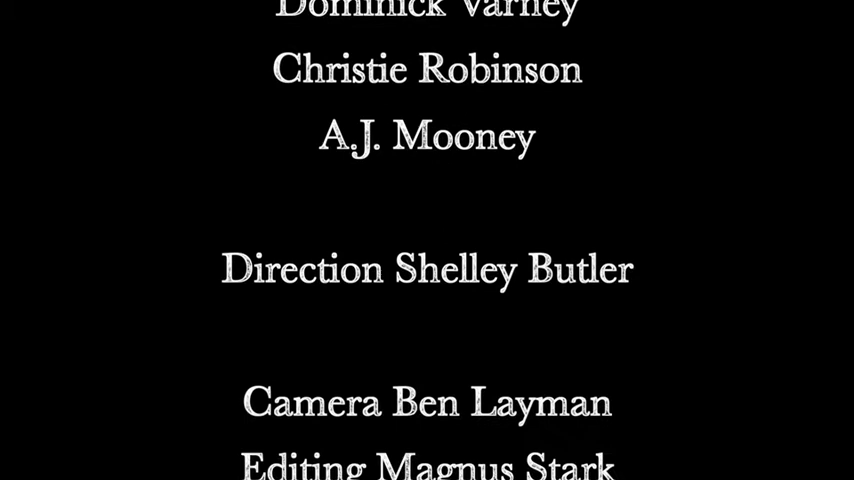 Dominick Varney
Christie Robinson
A.J. Mooney
Direction Shelley Butler
Camera Ben Layman
Editing Magnus Stark